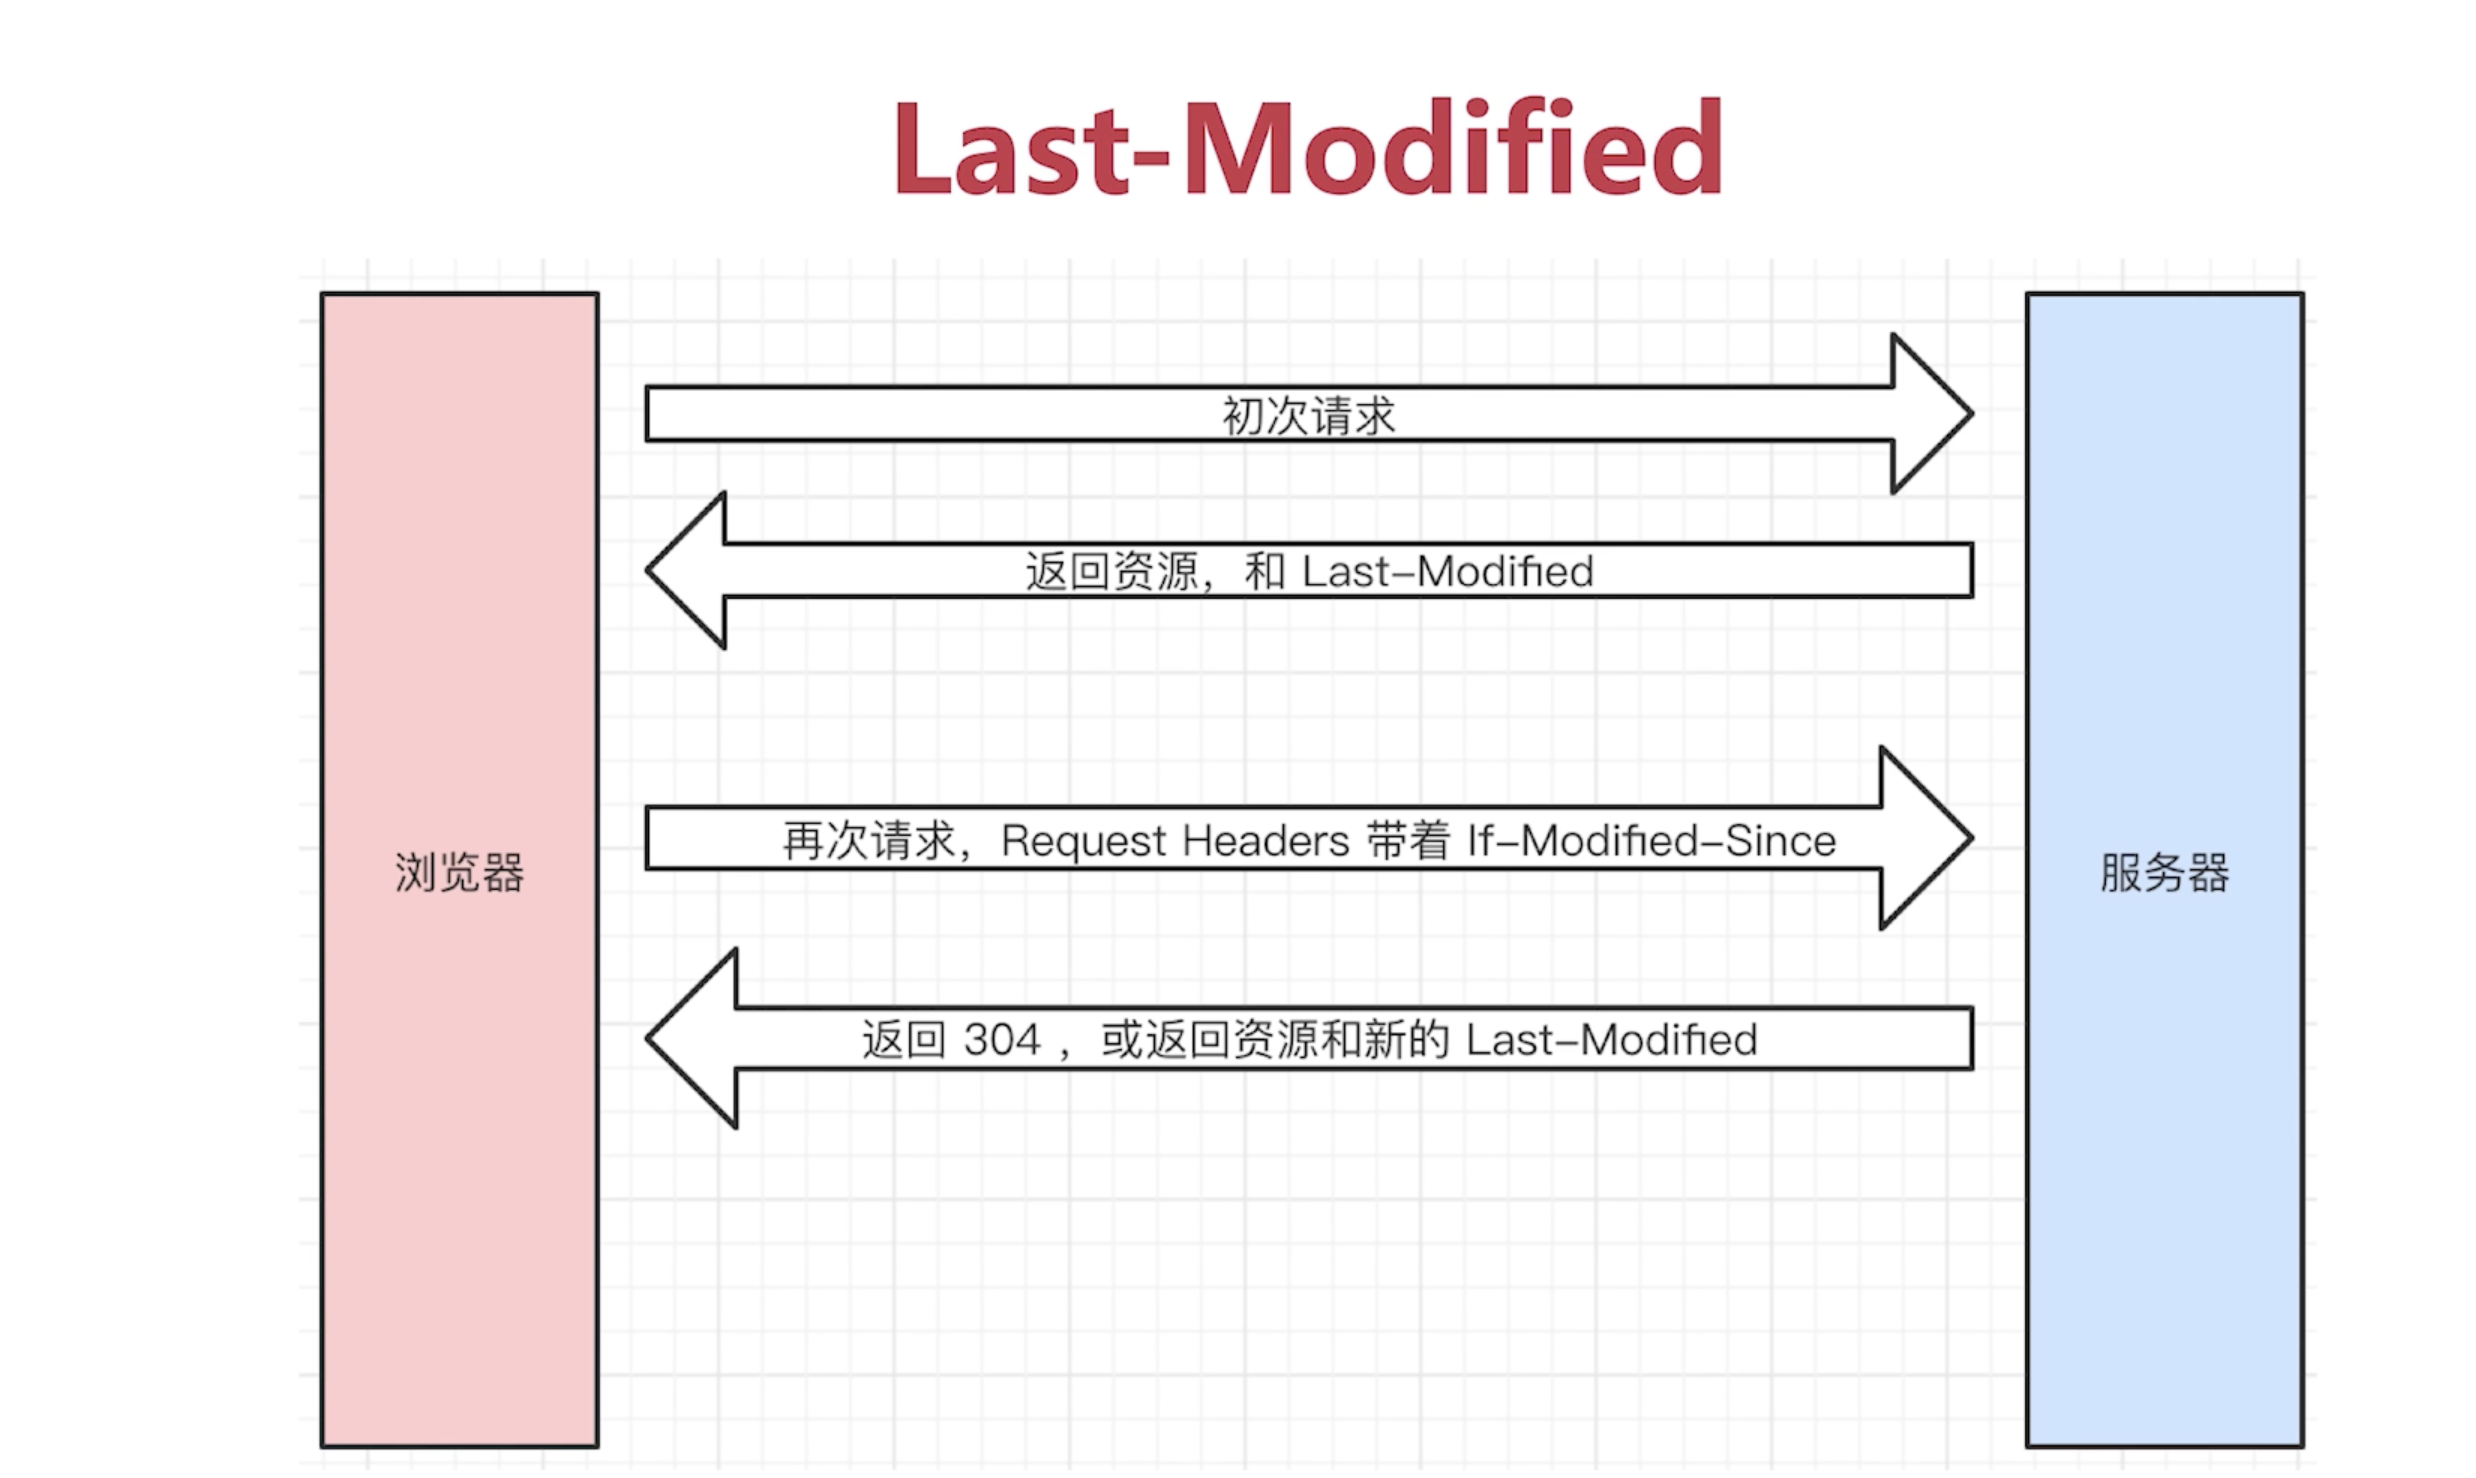 Last-Modified
初次请求
返回资源，和 Last-Modified
再次请求，Request Headers 带着 If-Modified-Since
浏览器
服务器
返回 304 ，或返回资源和新的 Last-Modified